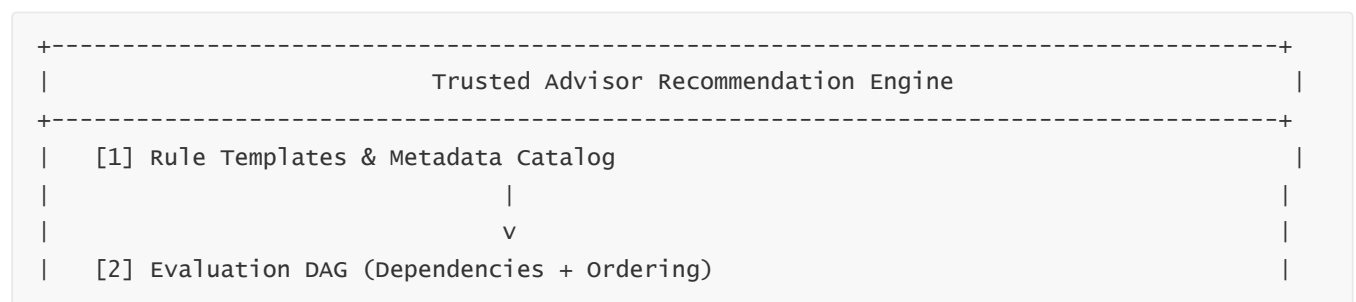 +---------------------------------------------------------------------------------------+
|                           Trusted Advisor Recommendation Engine                        |
+---------------------------------------------------------------------------------------+
|   [1] Rule Templates & Metadata Catalog                                                |
|                                |                                                      |
|                                v                                                      |
|   [2] Evaluation DAG (Dependencies + Ordering)                                        |